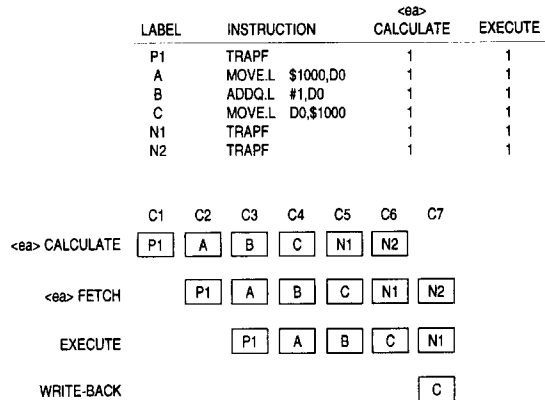 <ea>
LABEL INSTRUCTION CALCULATE EXECUTE
P1 TRAPF 1 1
A MOVE.L $1000,D0 1 1
B ADDQ.L #1,D0 1 1
C MOVE.L D0,$1000 1 1
N1 TRAPF 1 1
N2 TRAPF 1 1
C1 C2 C3 C4 C5 C6 C7
<ea> CALCULATE P1 A B C N1 N2
<ea> FETCH P1 A B C N1 N2
EXECUTE P1 A B C N1
WRITE-BACK C